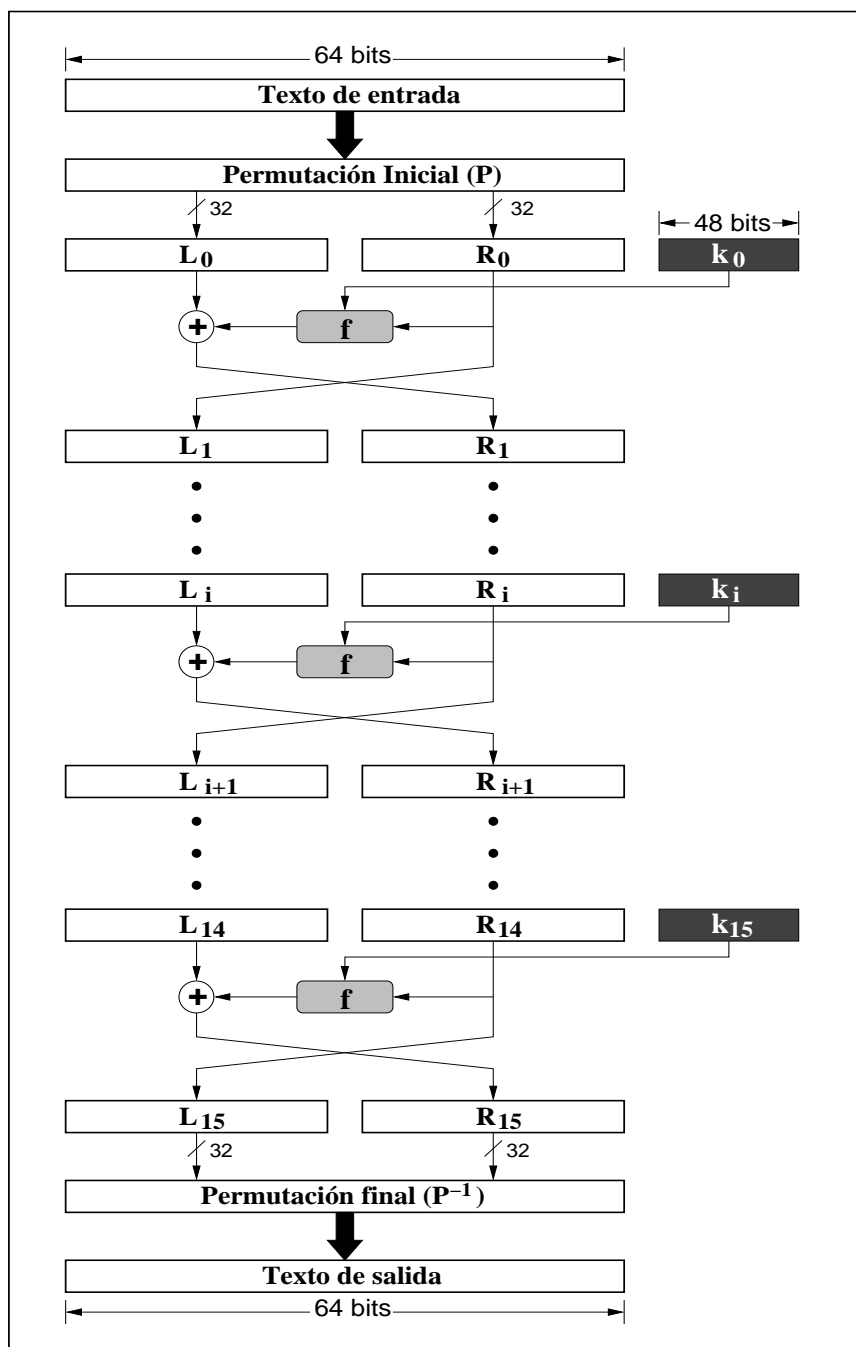 64 bits
Texto de entrada
Permutación Inicial (P)
32 32
48 bits
L0 R0 k0
+ f
L1 R1
Li Ri ki
+ f
Li+1 Ri+1
L14 R14 k15
+ f
L15 R15
32 32
Permutación final (P−1)
Texto de salida
64 bits